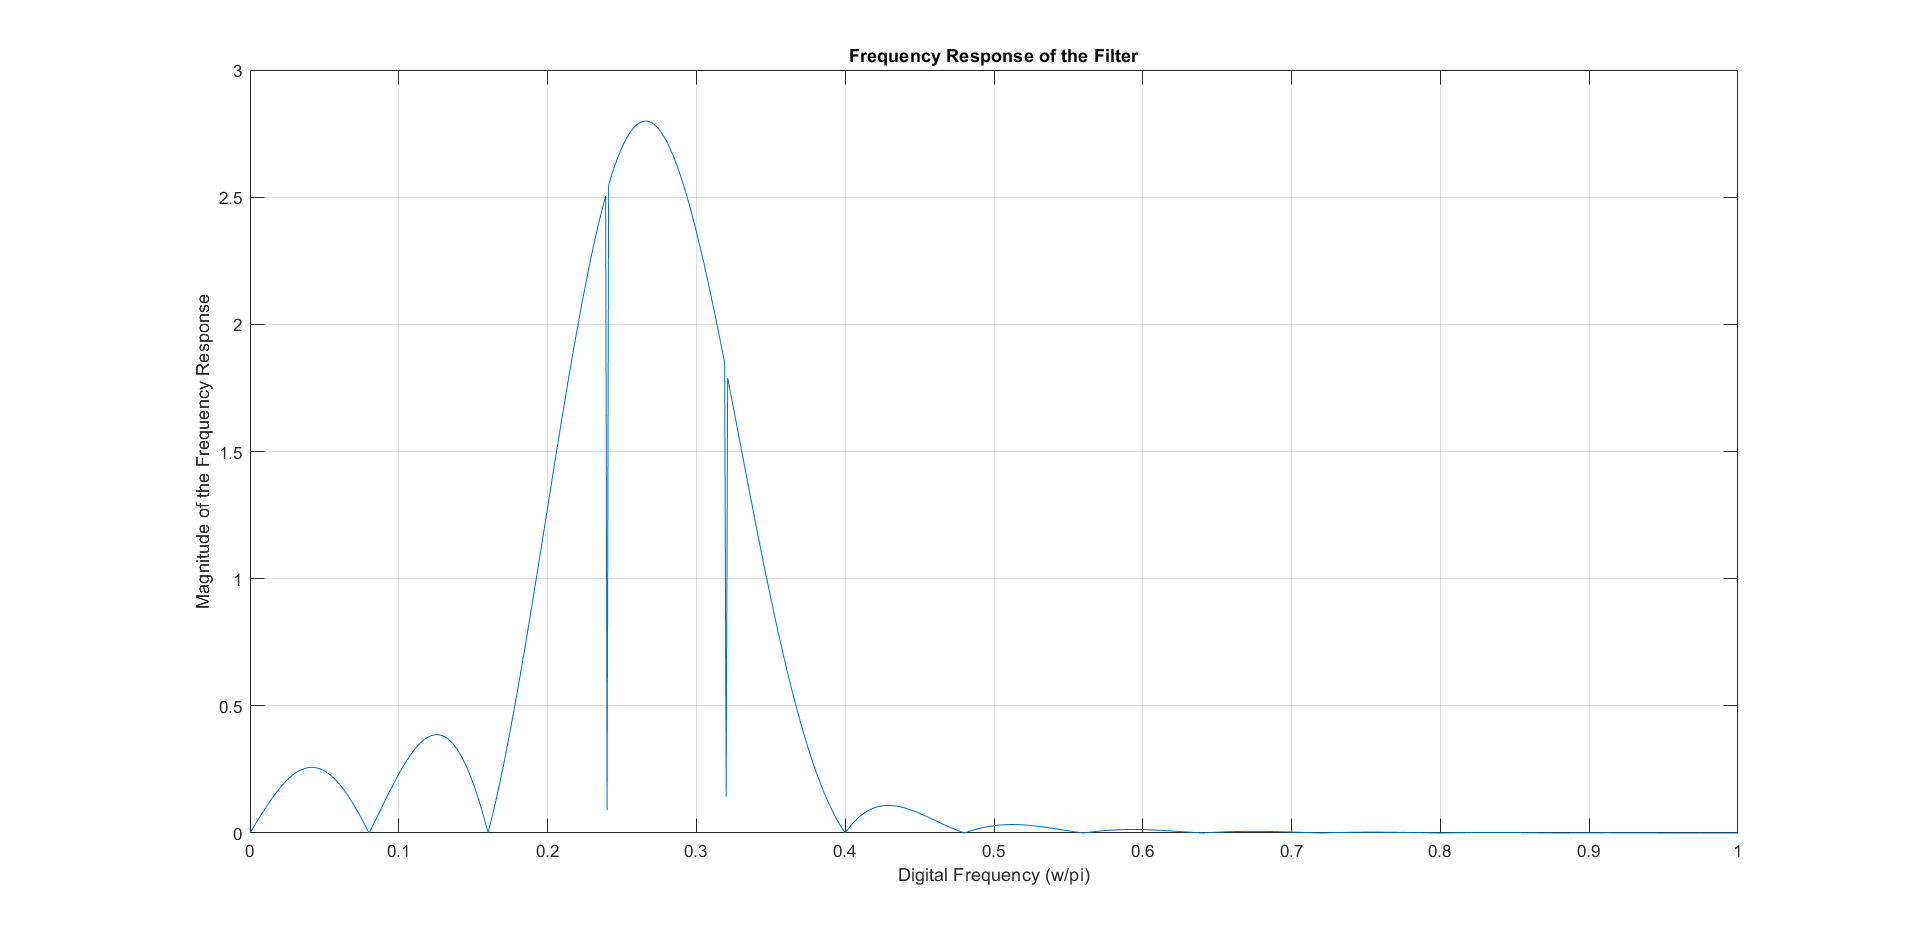 Frequency Response of the Filter
3
2.5
2
1.5
1
0.5
0
Magnitude of the Frequency Response
0 0.1 0.2 0.3 0.4 0.5 0.6 0.7 0.8 0.9 1
Digital Frequency (w/pi)